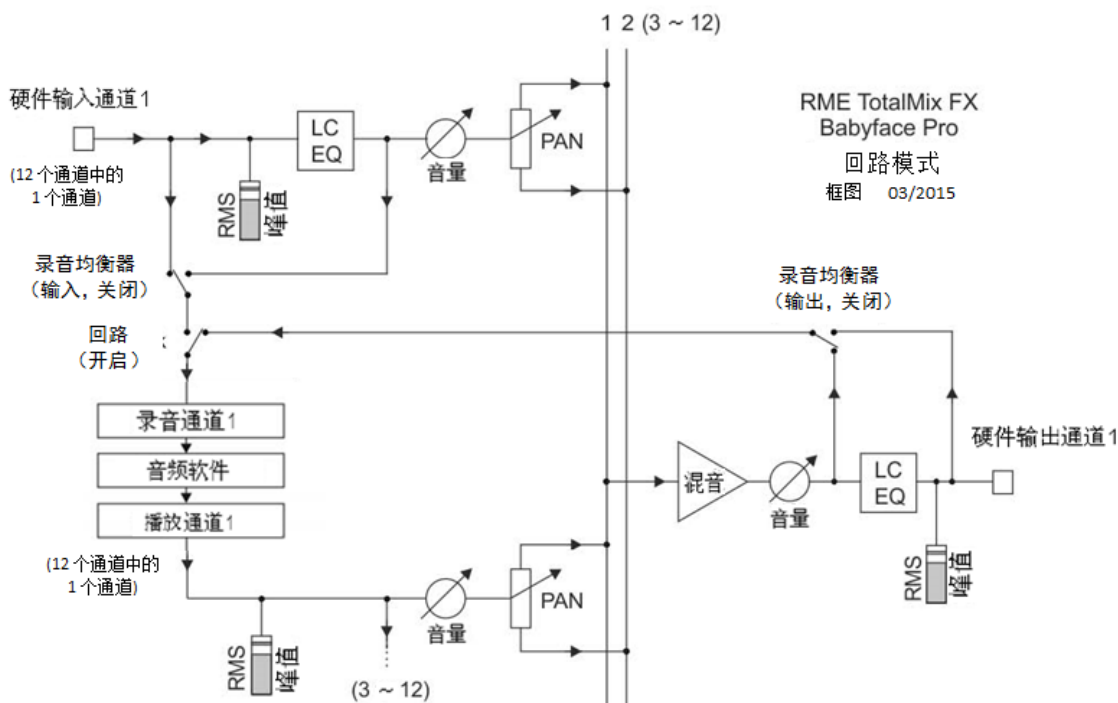 1 2 (3 ~ 12)
硬件输入通道1
(12 个通道中的
1 个通道)
LC
EQ
音量
PAN
RMS
峰值
RME TotalMix FX
Babyface Pro
回路模式
框图 03/2015
录音均衡器
(输入, 关闭)
录音均衡器
(输出, 关闭)
回路
(开启)
录音通道1
音频软件
播放通道1
(12 个通道中的
1 个通道)
RMS
峰值
(3 ~ 12)
音量
PAN
混音
音量
LC
EQ
硬件输出通道1
RMS
峰值